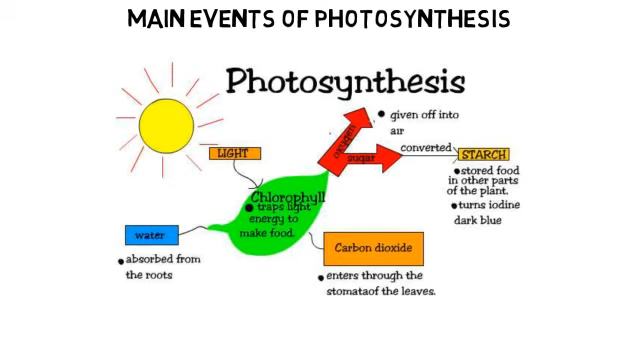 MAIN EVENTS OF PHOTOSYNTHESIS
Photosynthesis
given off into
air
oxygen
converted
sugar
STARCH
stored food
in other parts
of the plant.
turns iodine
dark blue
LIGHT
Chlorophyll
traps light
energy to
make food.
water
absorbed from
the roots
Carbon dioxide
enters through the
stomataof the leaves.